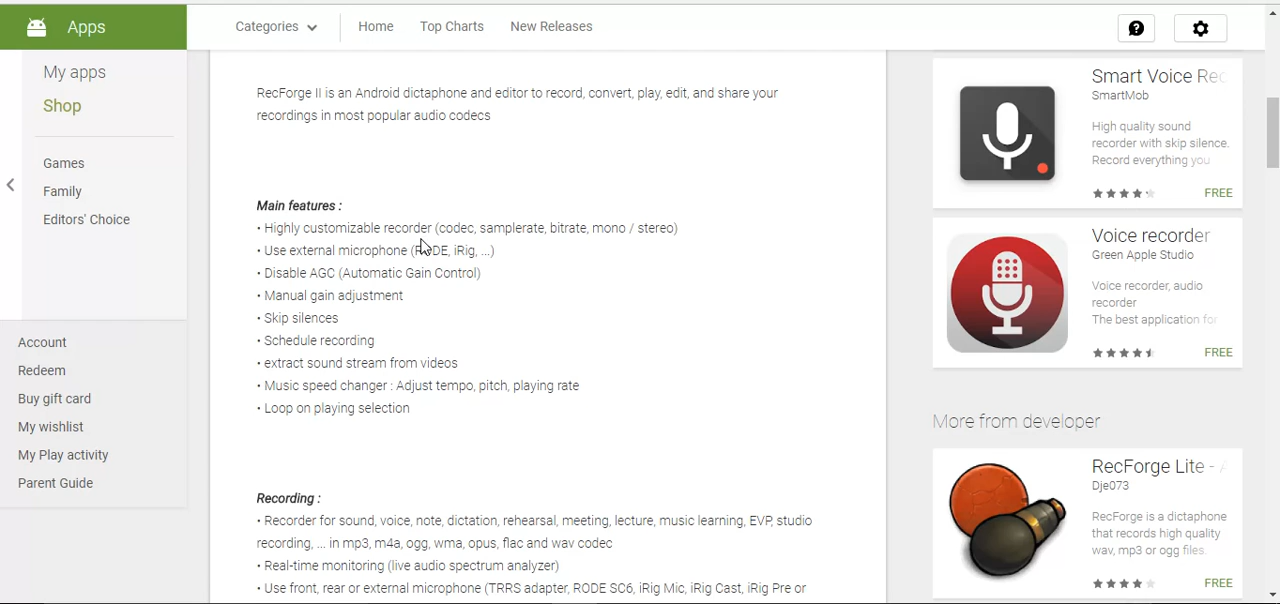 Apps
Categories
Home
Top Charts
New Releases
My apps
Shop
Games
Family
Editors' Choice
Account
Redeem
Buy gift card
My wishlist
My Play activity
Parent Guide
RecForge II is an Android dictaphone and editor to record, convert, play, edit, and share your
recordings in most popular audio codecs
Main features :
• Highly customizable recorder (codec, samplerate, bitrate, mono / stereo)
• Use external microphone (RODE, iRig, ...)
• Disable AGC (Automatic Gain Control)
• Manual gain adjustment
• Skip silences
• Schedule recording
• extract sound stream from videos
• Music speed changer : Adjust tempo, pitch, playing rate
• Loop on playing selection
Recording :
• Recorder for sound, voice, note, dictation, rehearsal, meeting, lecture, music learning, EVP, studio
recording, ... in mp3, m4a, ogg, wma, opus, flac and wav codec
• Real-time monitoring (live audio spectrum analyzer)
• Use front, rear or external microphone (TRRS adapter, RODE SC6, iRig Mic, iRig Cast, iRig Pre or
Smart Voice Rec
SmartMob
High quality sound
recorder with skip silence.
Record everything you
FREE
Voice recorder
Green Apple Studio
Voice recorder, audio
recorder
The best application for
FREE
More from developer
RecForge Lite -
Dje073
RecForge is a dictaphone
that records high quality
wav, mp3 or ogg files.
FREE